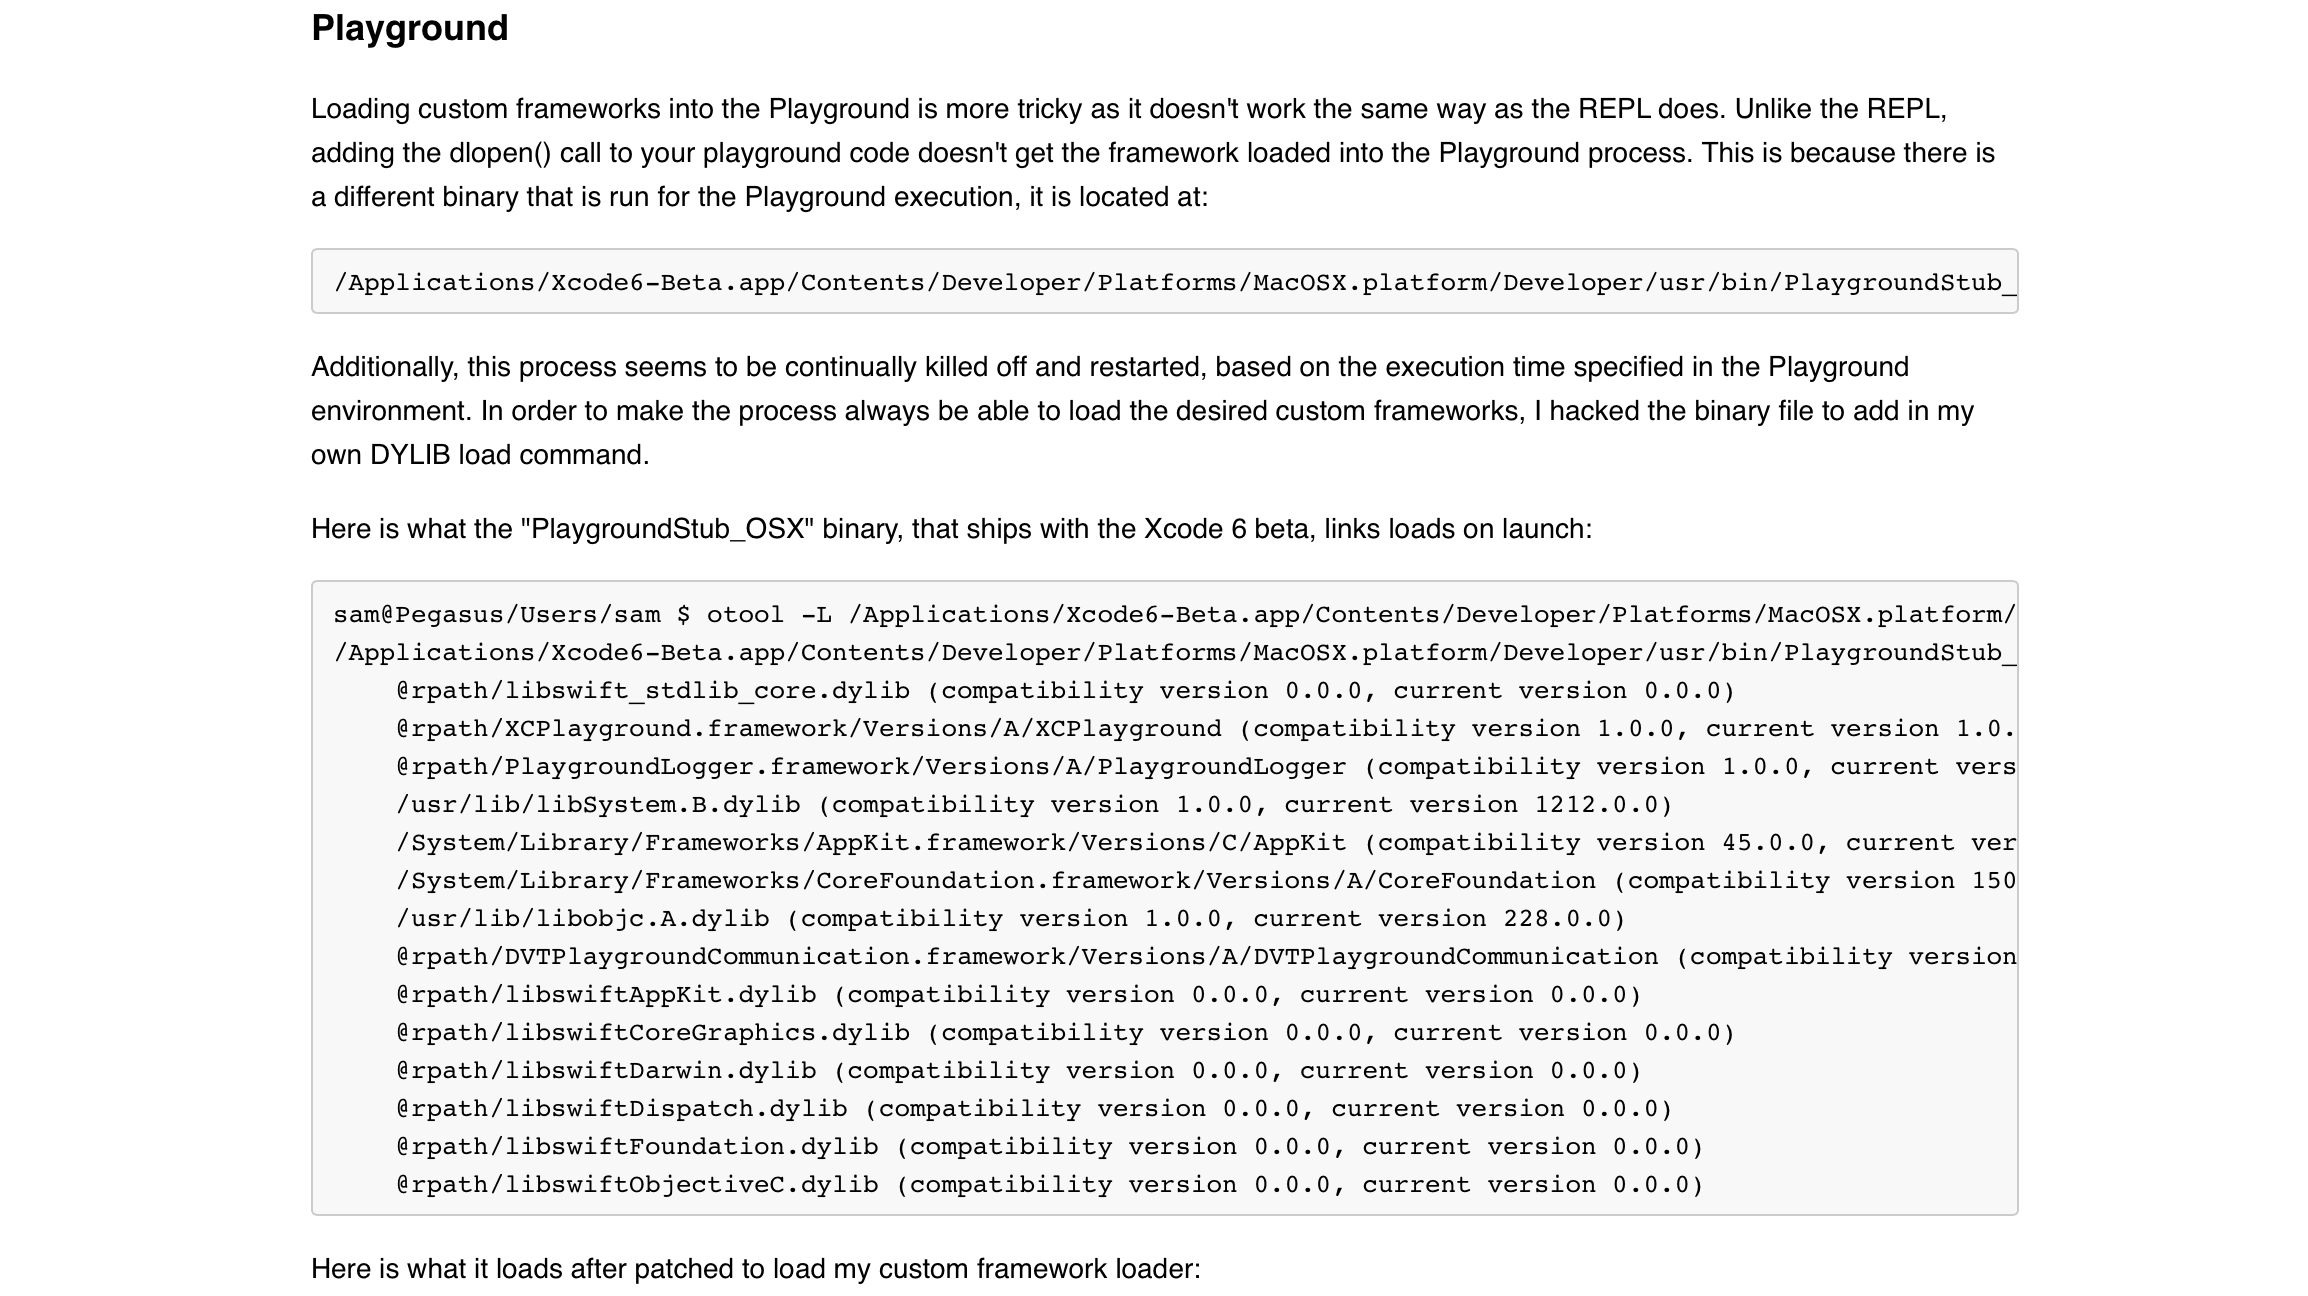 Playground
Loading custom frameworks into the Playground is more tricky as it doesn't work the same way as the REPL does. Unlike the REPL,
adding the dlopen() call to your playground code doesn't get the framework loaded into the Playground process. This is because there is
a different binary that is run for the Playground execution, it is located at:
/Applications/Xcode6-Beta.app/Contents/Developer/Platforms/MacOSX.platform/Developer/usr/bin/PlaygroundStub_
Additionally, this process seems to be continually killed off and restarted, based on the execution time specified in the Playground
environment. In order to make the process always be able to load the desired custom frameworks, I hacked the binary file to add in my
own DYLIB load command.
Here is what the "PlaygroundStub_OSX" binary, that ships with the Xcode 6 beta, links loads on launch:
sam@Pegasus/Users/sam $ otool -L /Applications/Xcode6-Beta.app/Contents/Developer/Platforms/MacOSX.platform/
/Applications/Xcode6-Beta.app/Contents/Developer/Platforms/MacOSX.platform/Developer/usr/bin/PlaygroundStub_
@rpath/libswift_stdlib_core.dylib (compatibility version 0.0.0, current version 0.0.0)
@rpath/XCPlayground.framework/Versions/A/XCPlayground (compatibility version 1.0.0, current version 1.0.
@rpath/PlaygroundLogger.framework/Versions/A/PlaygroundLogger (compatibility version 1.0.0, current vers
/usr/lib/libSystem.B.dylib (compatibility version 1.0.0, current version 1212.0.0)
/System/Library/Frameworks/AppKit.framework/Versions/C/AppKit (compatibility version 45.0.0, current ver
/System/Library/Frameworks/CoreFoundation.framework/Versions/A/CoreFoundation (compatibility version 150
/usr/lib/libobjc.A.dylib (compatibility version 1.0.0, current version 228.0.0)
@rpath/DVTPlaygroundCommunication.framework/Versions/A/DVTPlaygroundCommunication (compatibility version
@rpath/libswiftAppKit.dylib (compatibility version 0.0.0, current version 0.0.0)
@rpath/libswiftCoreGraphics.dylib (compatibility version 0.0.0, current version 0.0.0)
@rpath/libswiftDarwin.dylib (compatibility version 0.0.0, current version 0.0.0)
@rpath/libswiftDispatch.dylib (compatibility version 0.0.0, current version 0.0.0)
@rpath/libswiftFoundation.dylib (compatibility version 0.0.0, current version 0.0.0)
@rpath/libswiftObjectiveC.dylib (compatibility version 0.0.0, current version 0.0.0)
Here is what it loads after patched to load my custom framework loader: